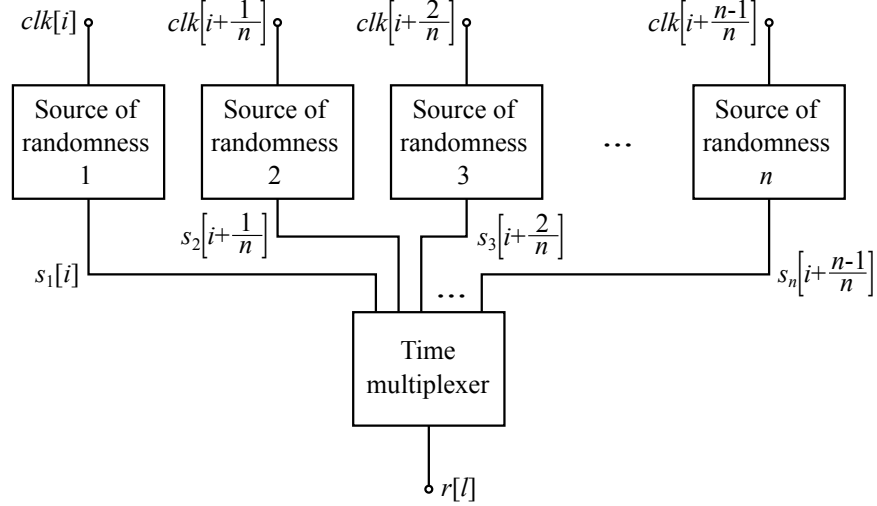 clk[i]
clk[i+1/n]
clk[i+2/n]
clk[i+n-1/n]
Source of
randomness
1
Source of
randomness
2
Source of
randomness
3
...
Source of
randomness
n
s₁[i]
s₂[i+1/n]
s₃[i+2/n]
sₙ[i+n-1/n]
...
Time
multiplexer
r[l]